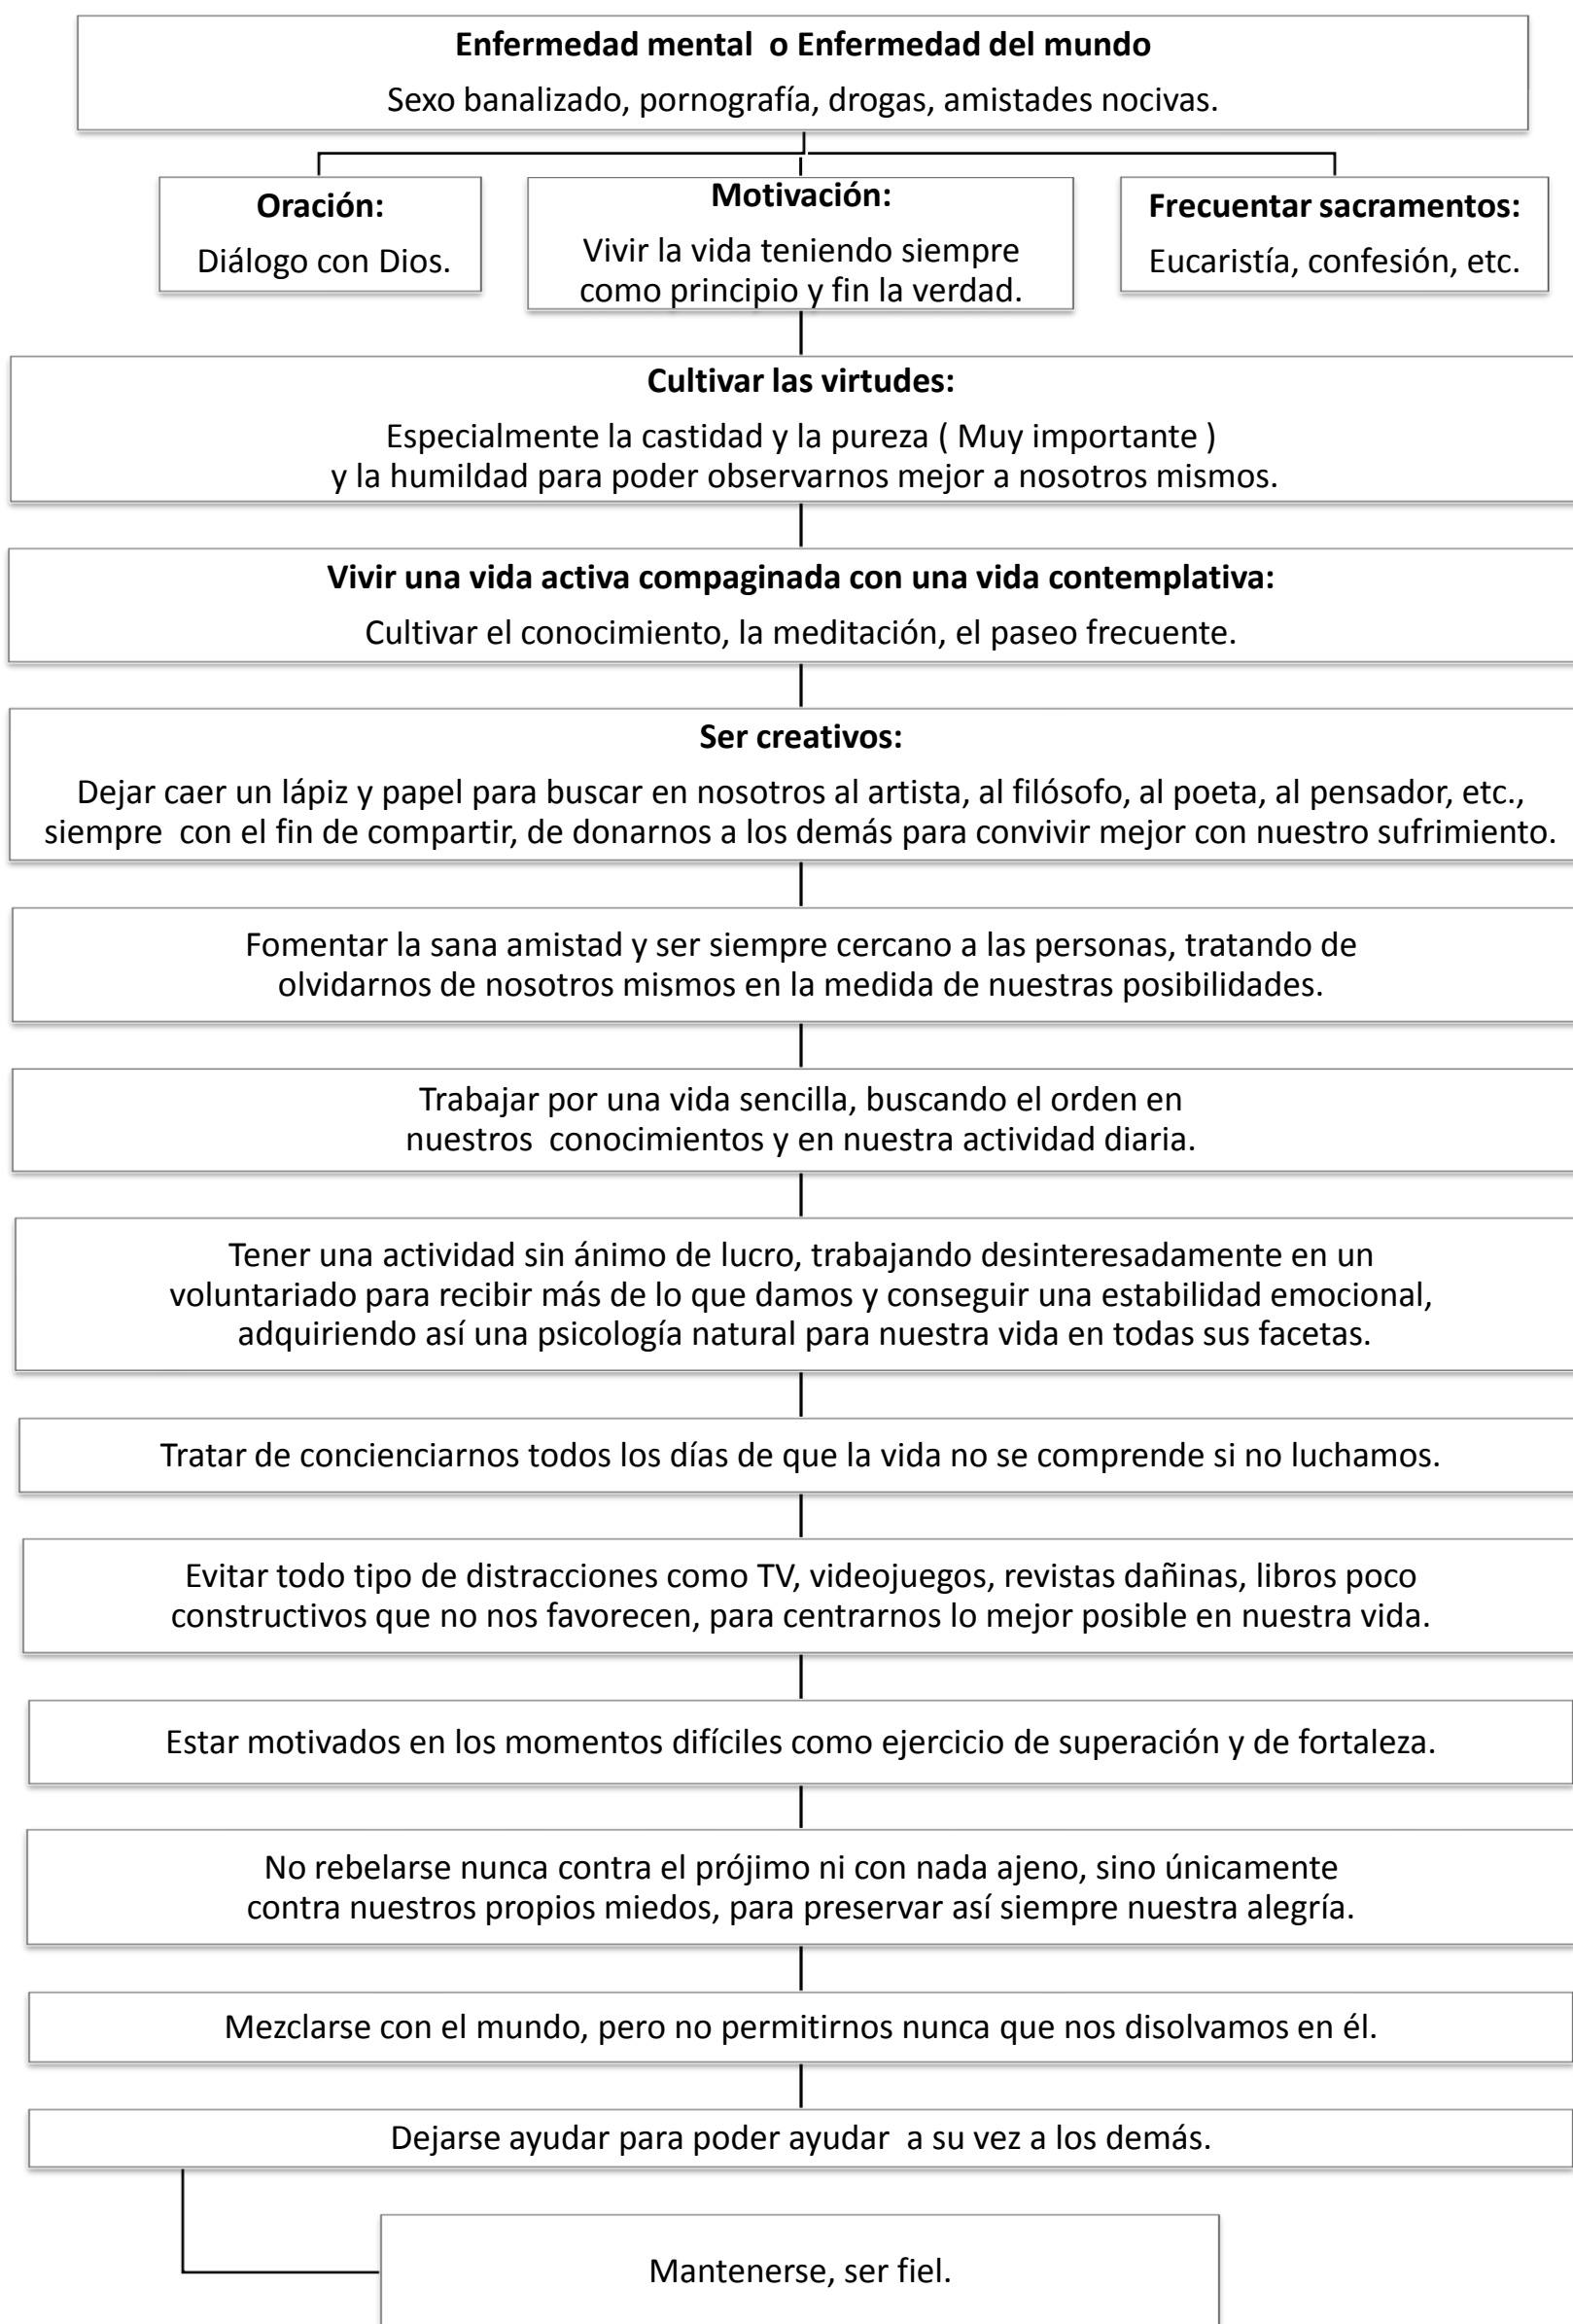 Enfermedad mental  o Enfermedad del mundo
Sexo banalizado, pornografía, drogas, amistades nocivas.
Oración:
Diálogo con Dios.
Motivación:
Vivir la vida teniendo siempre
como principio y fin la verdad.
Frecuentar sacramentos:
Eucaristía, confesión, etc.
Cultivar las virtudes:
Especialmente la castidad y la pureza ( Muy importante )
y la humildad para poder observarnos mejor a nosotros mismos.
Vivir una vida activa compaginada con una vida contemplativa:
Cultivar el conocimiento, la meditación, el paseo frecuente.
Ser creativos:
Dejar caer un lápiz y papel para buscar en nosotros al artista, al filósofo, al poeta, al pensador, etc.,
siempre  con el fin de compartir, de donarnos a los demás para convivir mejor con nuestro sufrimiento.
Fomentar la sana amistad y ser siempre cercano a las personas, tratando de
olvidarnos de nosotros mismos en la medida de nuestras posibilidades.
Trabajar por una vida sencilla, buscando el orden en
nuestros  conocimientos y en nuestra actividad diaria.
Tener una actividad sin ánimo de lucro, trabajando desinteresadamente en un
voluntariado para recibir más de lo que damos y conseguir una estabilidad emocional,
adquiriendo así una psicología natural para nuestra vida en todas sus facetas.
Tratar de concienciarnos todos los días de que la vida no se comprende si no luchamos.
Evitar todo tipo de distracciones como TV, videojuegos, revistas dañinas, libros poco
constructivos que no nos favorecen, para centrarnos lo mejor posible en nuestra vida.
Estar motivados en los momentos difíciles como ejercicio de superación y de fortaleza.
No rebelarse nunca contra el prójimo ni con nada ajeno, sino únicamente
contra nuestros propios miedos, para preservar así siempre nuestra alegría.
Mezclarse con el mundo, pero no permitirnos nunca que nos disolvamos en él.
Dejarse ayudar para poder ayudar  a su vez a los demás.
Mantenerse, ser fiel.